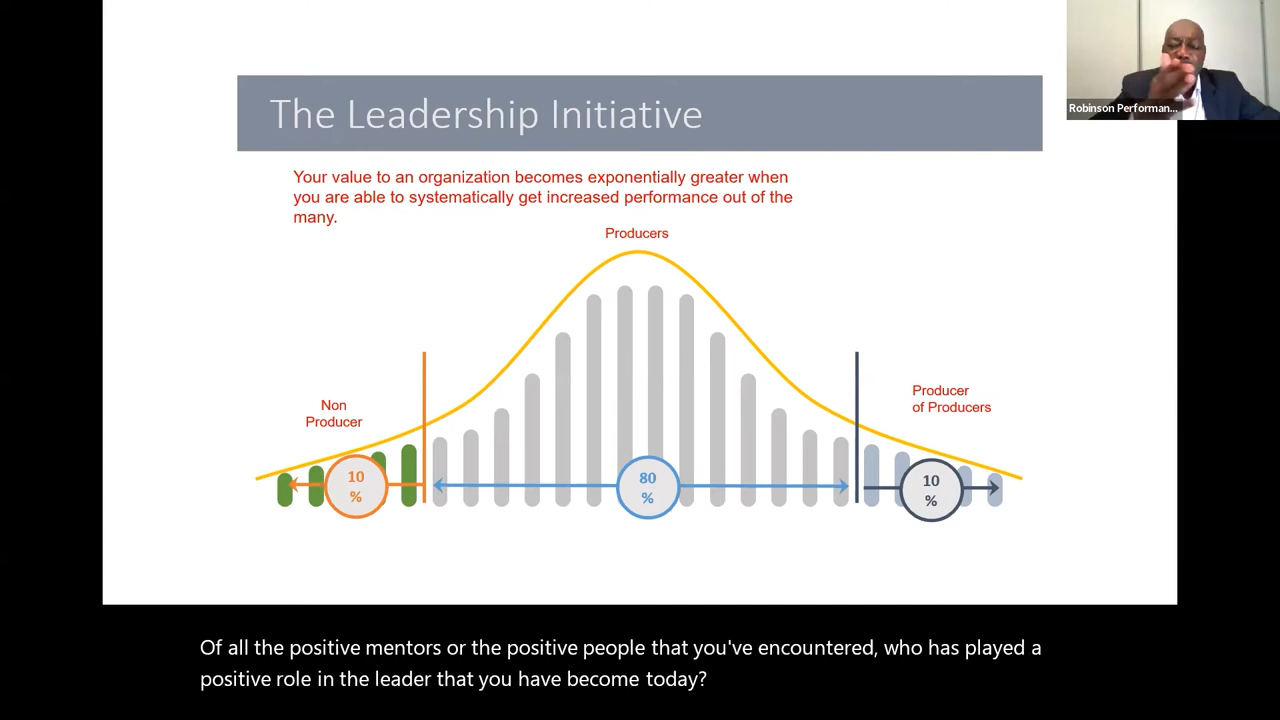 Robinson Performan...
The Leadership Initiative
Your value to an organization becomes exponentially greater when
you are able to systematically get increased performance out of the
many.
Producers
Non
Producer
Producer
of Producers
10
%
80
%
10
%
Of all the positive mentors or the positive people that you've encountered, who has played a
positive role in the leader that you have become today?